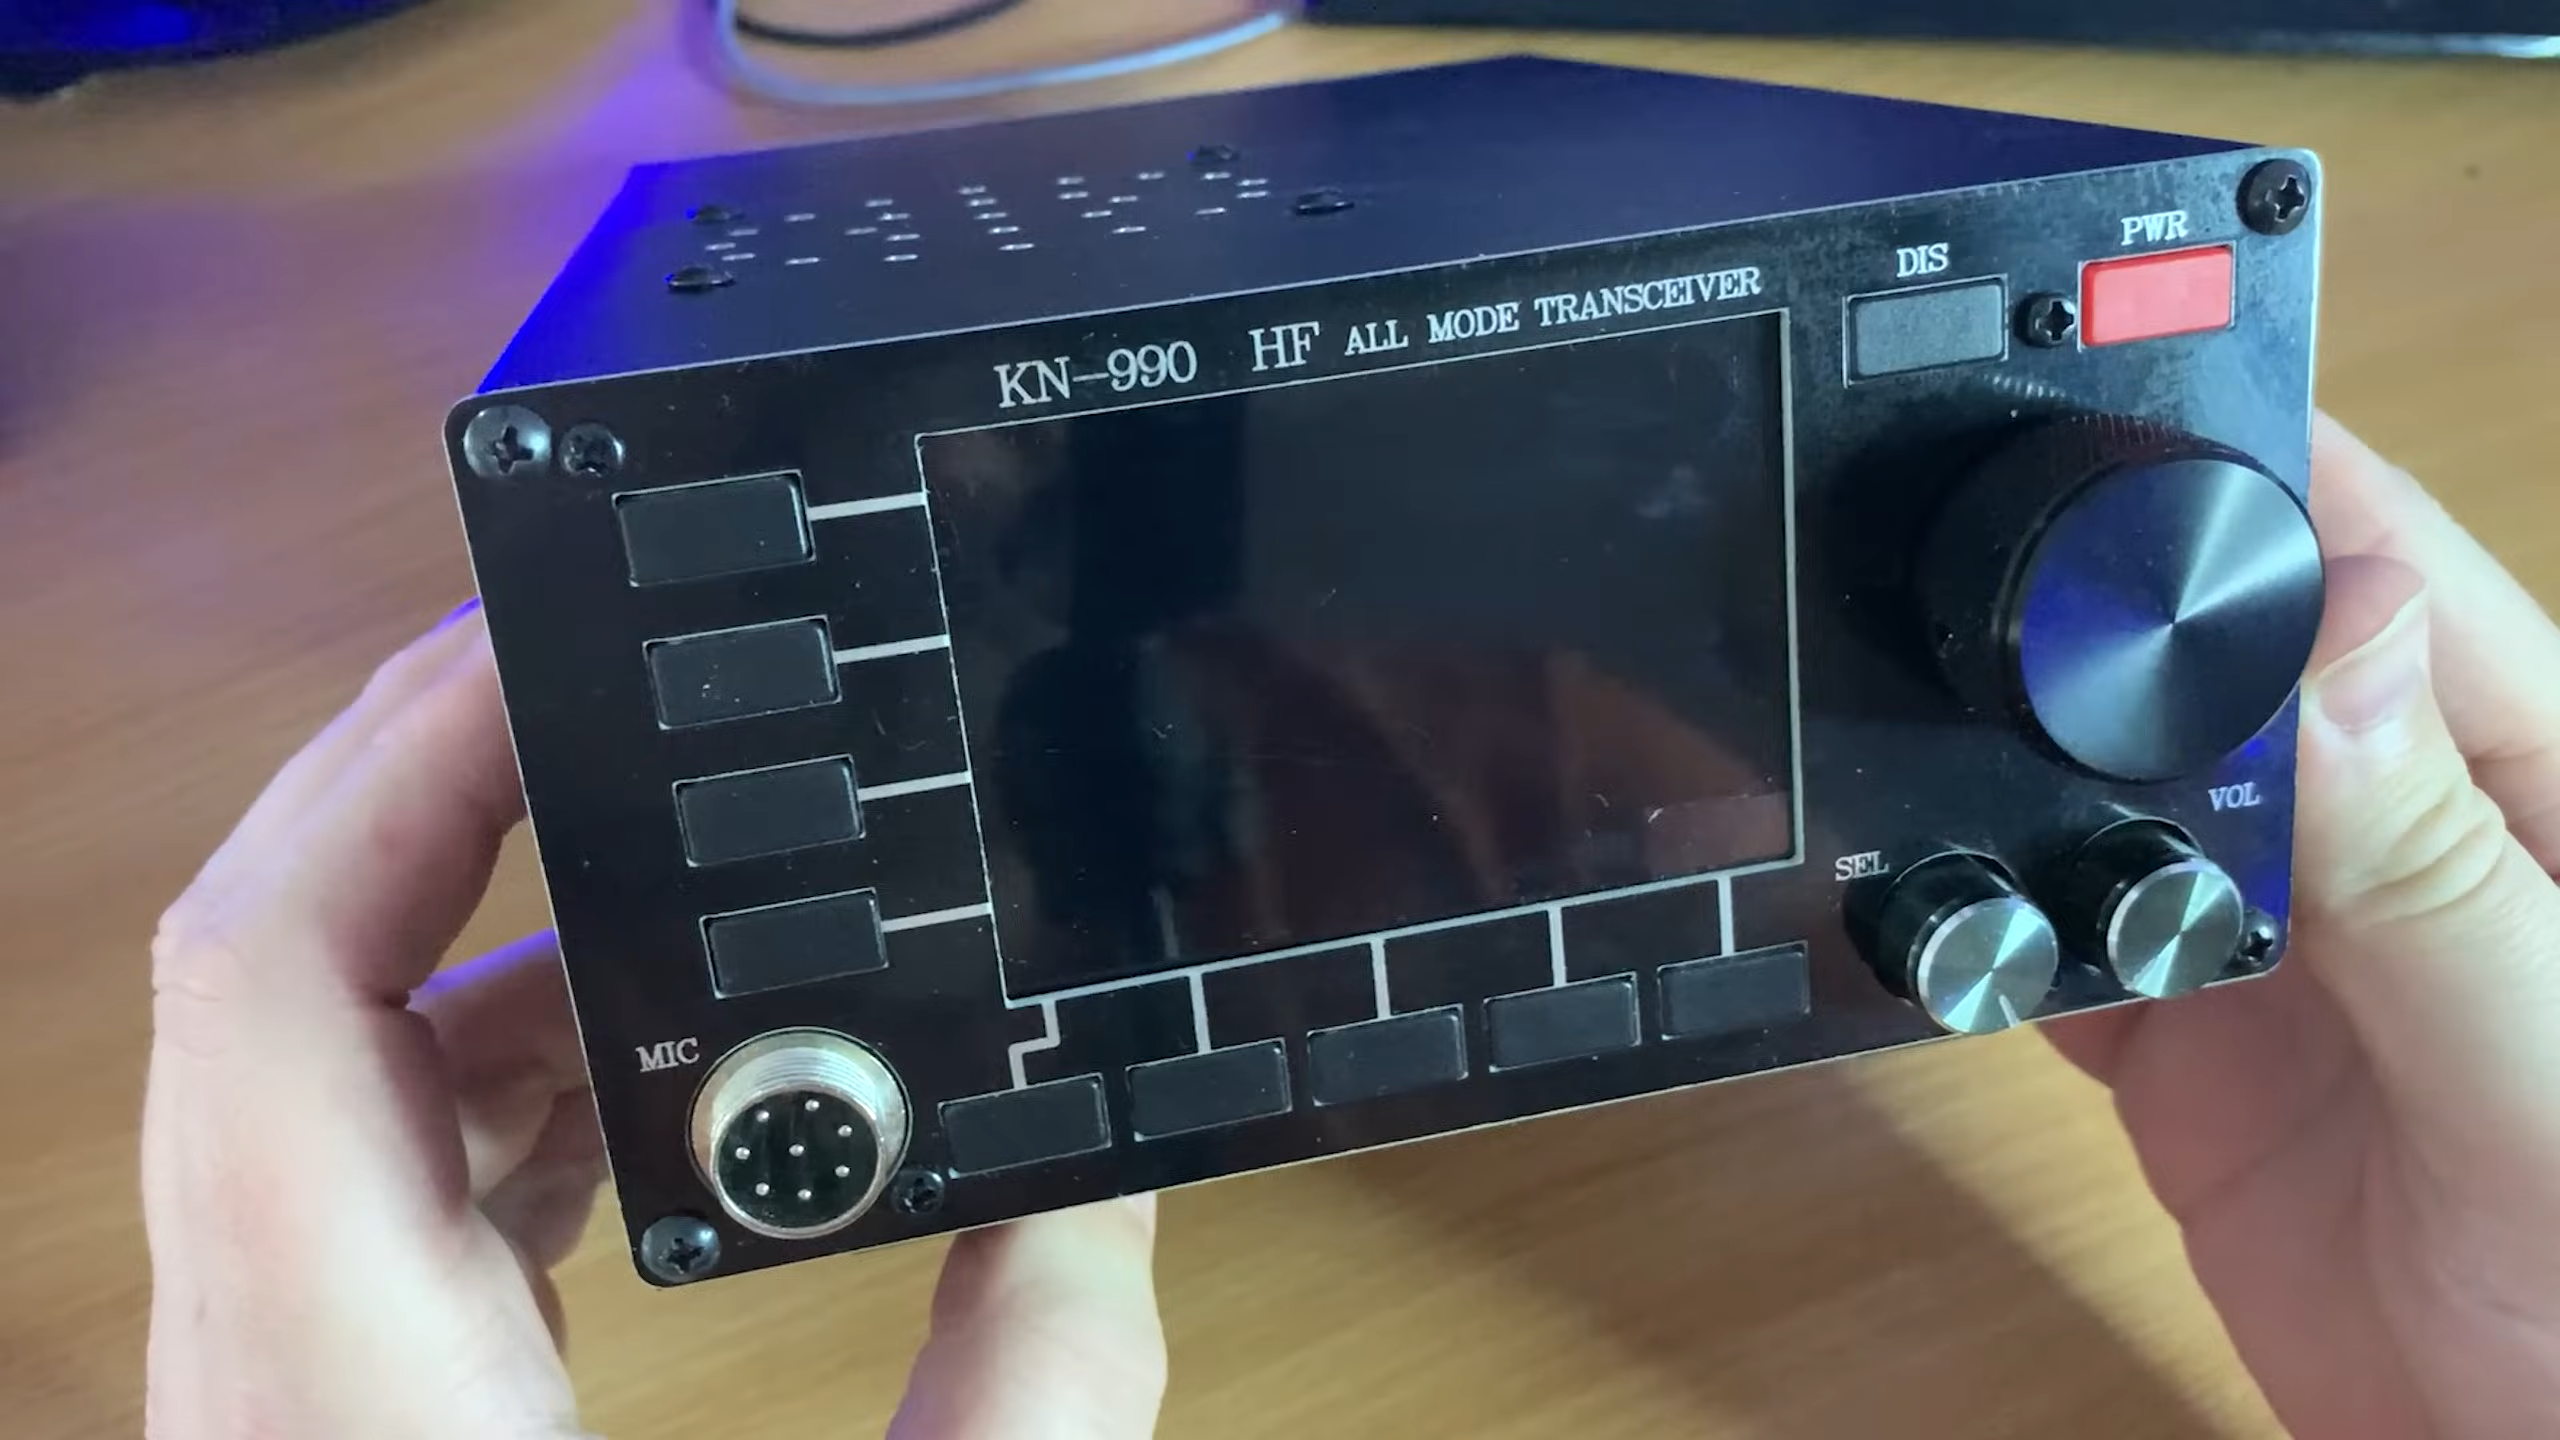 KN-990 HF ALL MODE TRANSCEIVER
DIS
PWR
VOL
SEL
MIC